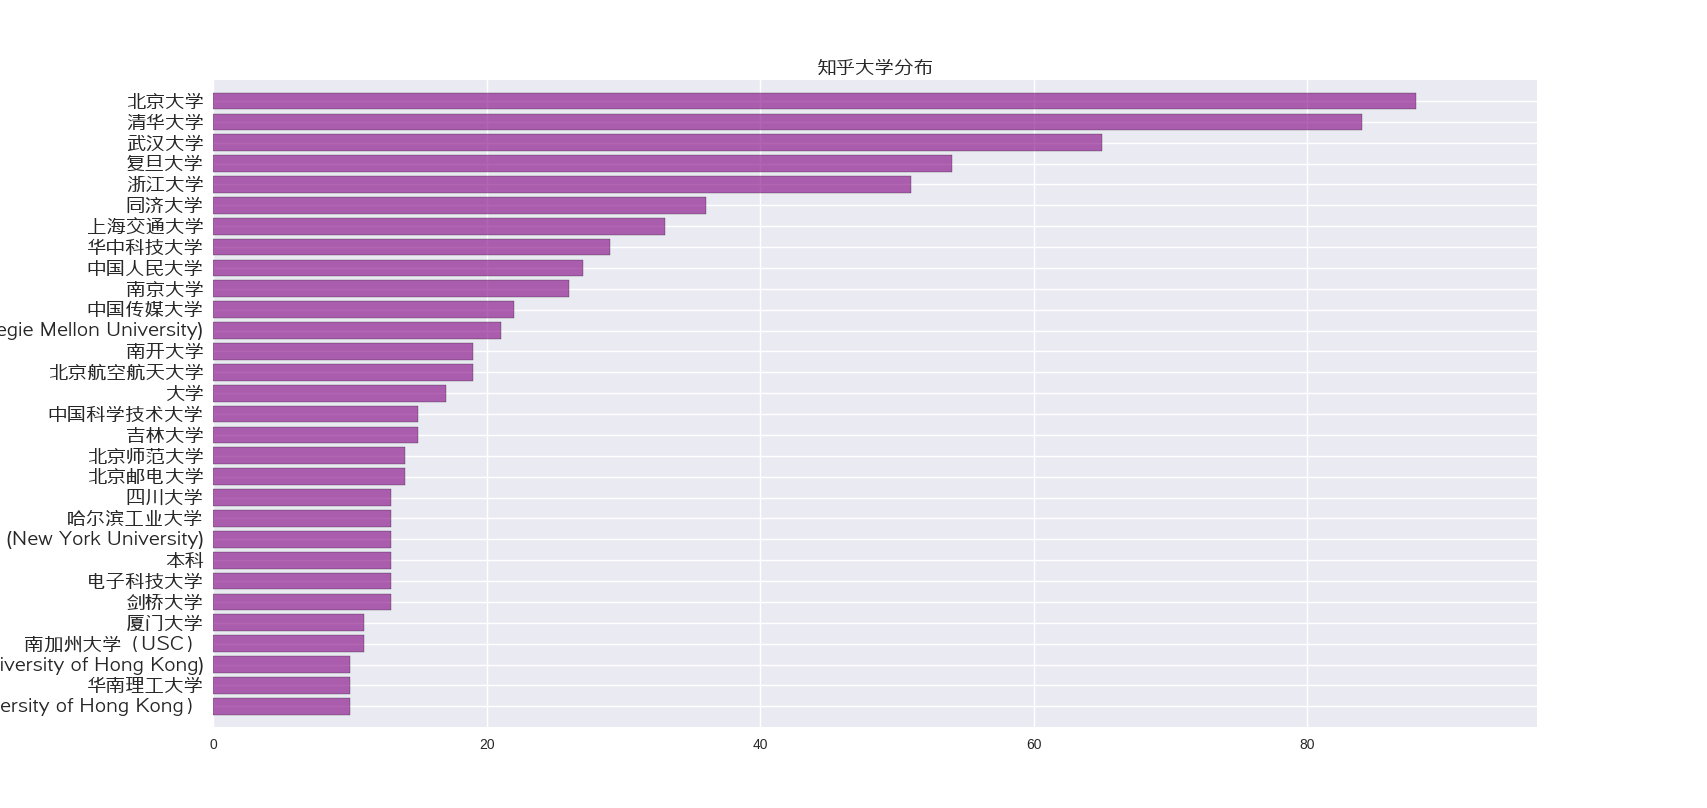 知乎大学分布
北京大学
清华大学
武汉大学
复旦大学
浙江大学
同济大学
上海交通大学
华中科技大学
中国人民大学
南京大学
中国传媒大学
egie Mellon University)
南开大学
北京航空航天大学
大学
中国科学技术大学
吉林大学
北京师范大学
北京邮电大学
四川大学
哈尔滨工业大学
(New York University)
本科
电子科技大学
剑桥大学
厦门大学
南加州大学（USC）
iversity of Hong Kong)
华南理工大学
ersity of Hong Kong）
0 20 40 60 80